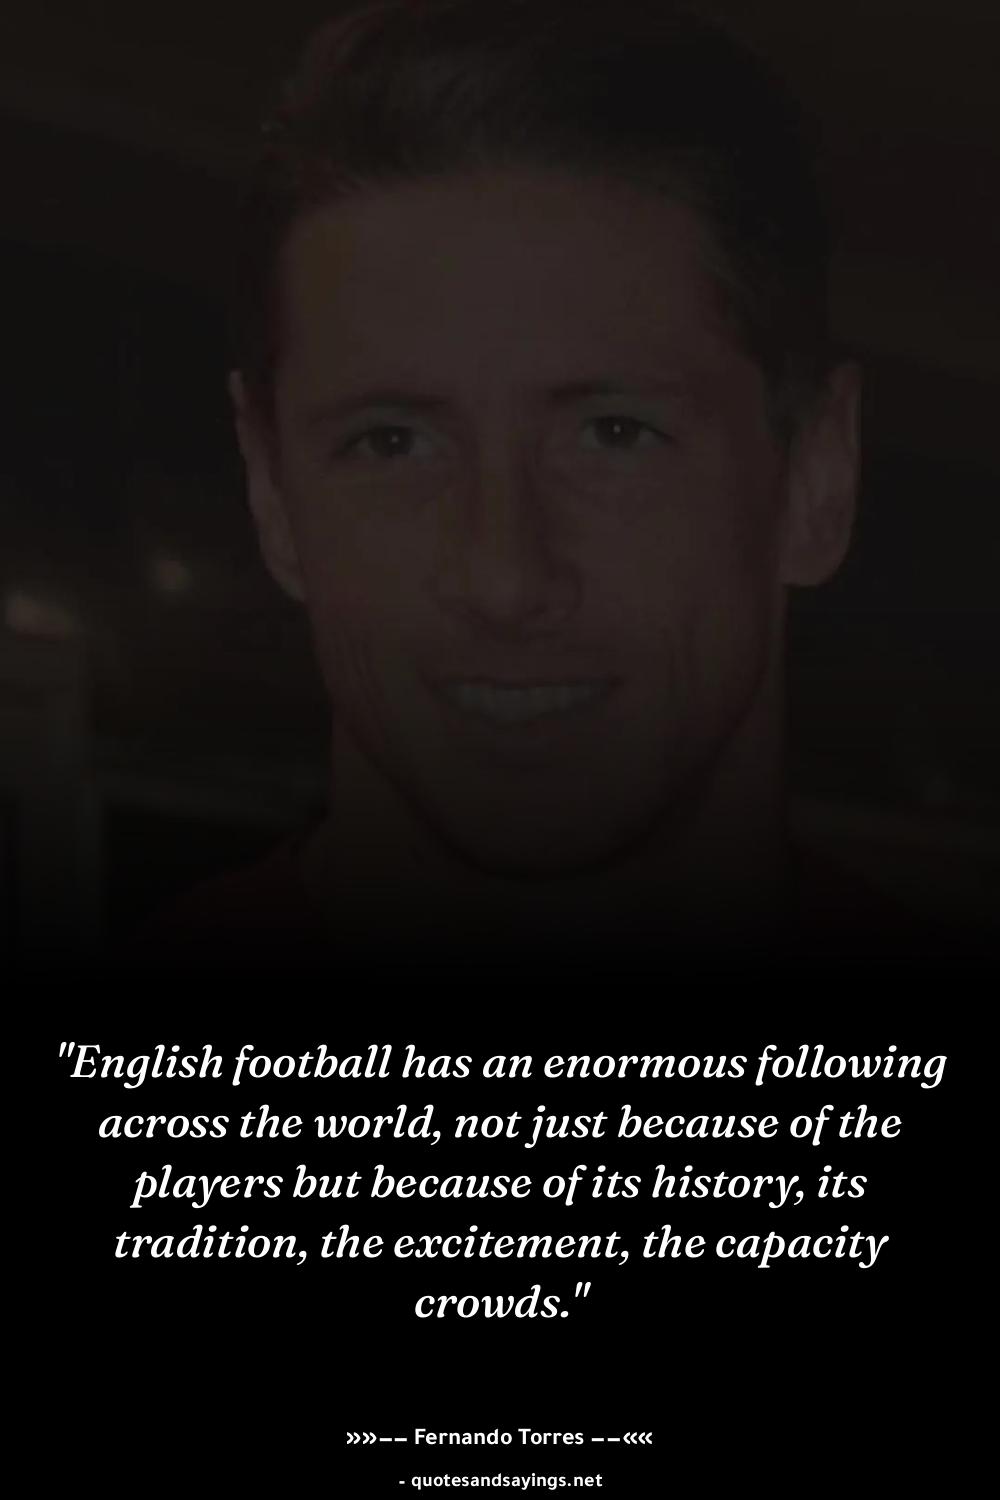 "English football has an enormous following
across the world, not just because of the
players but because of its history, its
tradition, the excitement, the capacity
crowds."
»»−− Fernando Torres −−««
- quotesandsayings.net